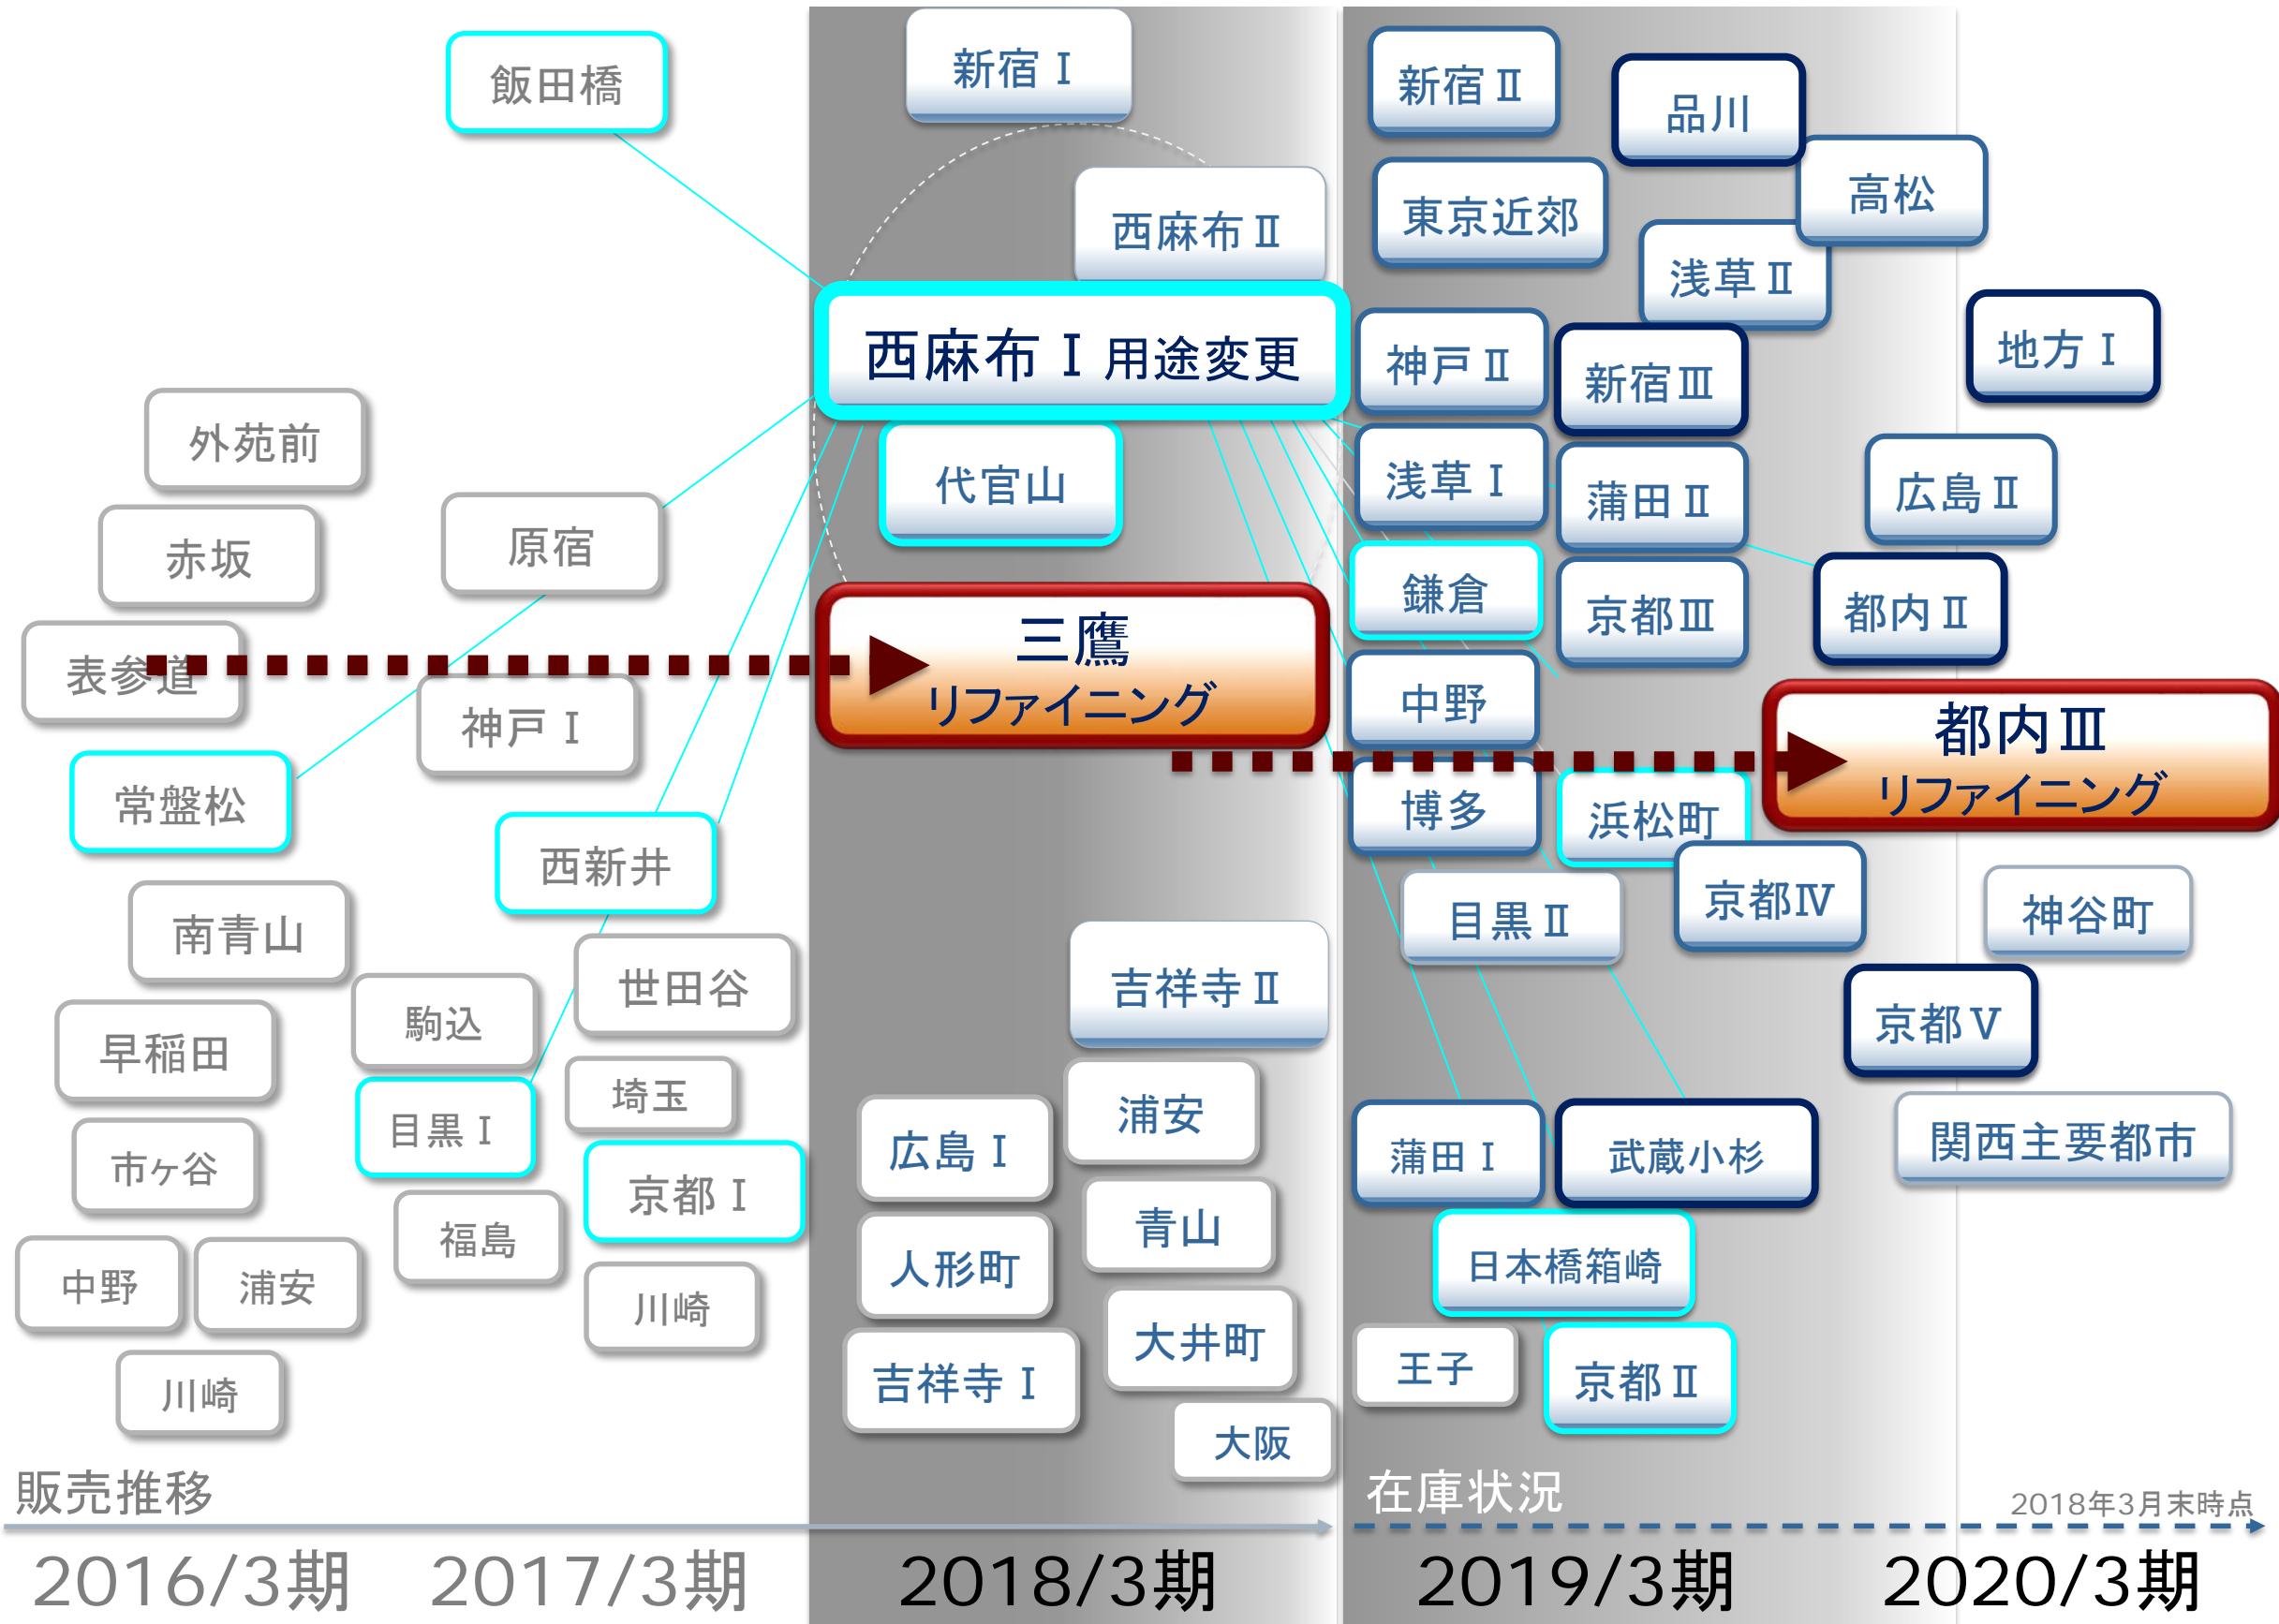 飯田橋
外苑前
赤坂
原宿
表参道
神戸Ⅰ
常盤松
西新井
南青山
世田谷
駒込
早稲田
埼玉
目黒Ⅰ
市ヶ谷
京都Ⅰ
福島
中野
浦安
川崎
川崎
新宿Ⅰ
西麻布Ⅱ
西麻布Ⅰ 用途変更
代官山
三鷹
リファイニング
吉祥寺Ⅱ
浦安
広島Ⅰ
青山
人形町
大井町
吉祥寺Ⅰ
大阪
新宿Ⅱ
品川
高松
東京近郊
浅草Ⅱ
地方Ⅰ
神戸Ⅱ
新宿Ⅲ
浅草Ⅰ
蒲田Ⅱ
広島Ⅱ
鎌倉
京都Ⅲ
都内Ⅱ
中野
都内Ⅲ
リファイニング
博多
浜松町
目黒Ⅱ
京都Ⅳ
神谷町
京都Ⅴ
蒲田Ⅰ
武蔵小杉
関西主要都市
日本橋箱崎
王子
京都Ⅱ
販売推移
在庫状況
2018年3月末時点
2016/3期
2017/3期
2018/3期
2019/3期
2020/3期